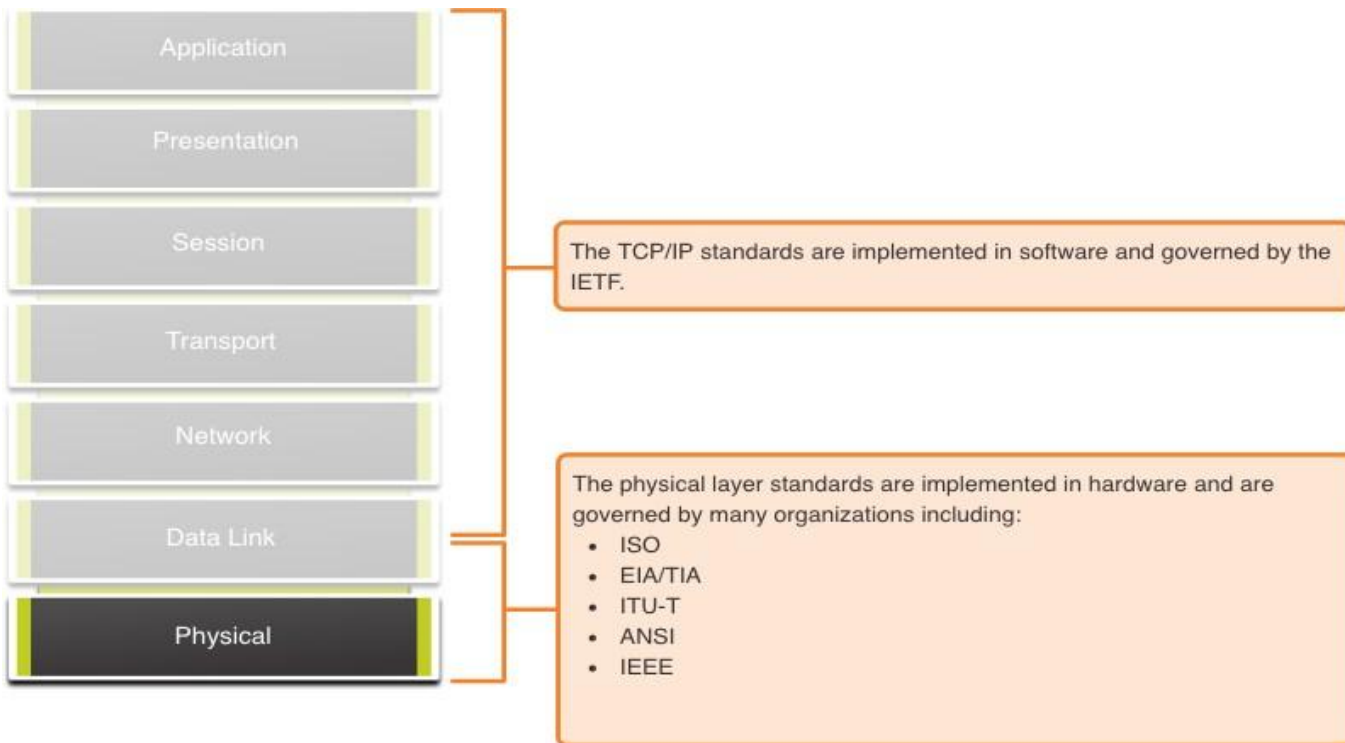 Application
Presentation
Session
Transport
Network
Data Link
Physical
The TCP/IP standards are implemented in software and governed by the
IETF.
The physical layer standards are implemented in hardware and are
governed by many organizations including:
• ISO
• EIA/TIA
• ITU-T
• ANSI
• IEEE